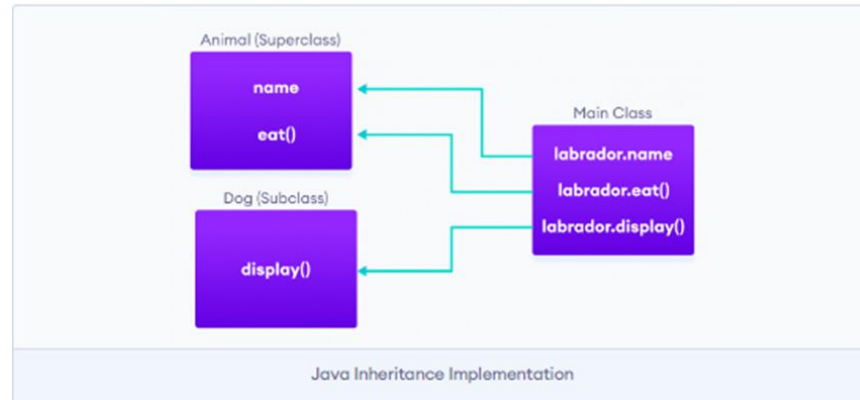 Animal (Superclass)
name
eat()
Dog (Subclass)
display()
Main Class
labrador.name
labrador.eat()
labrador.display()
Java Inheritance Implementation